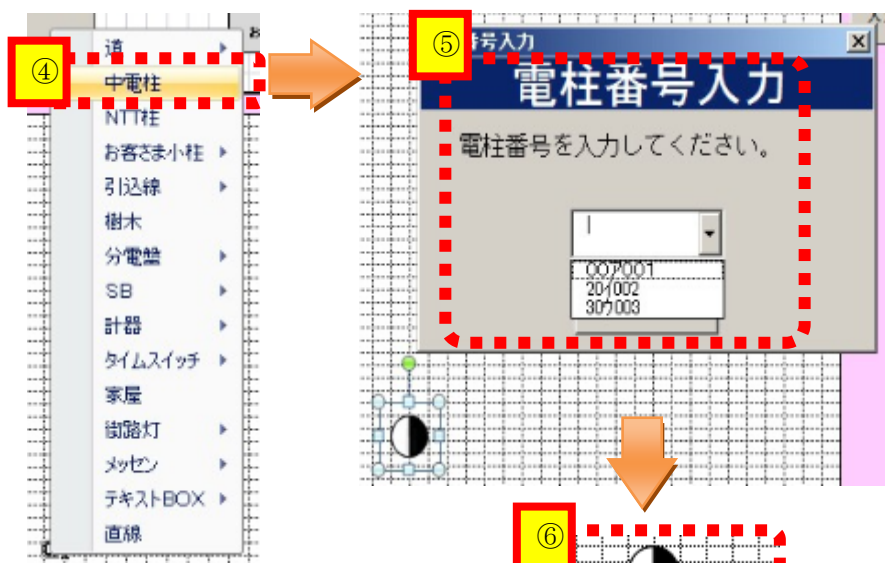 ④
道
中電柱
NTT柱
お客さま小柱
引込線
樹木
分電盤
SB
計器
タイムスイッチ
家屋
街路灯
メッセン
テキストBOX
直線
⑤
号入力
電柱番号入力
電柱番号を入力してください。
00ア001
20イ002
30ウ003
⑥